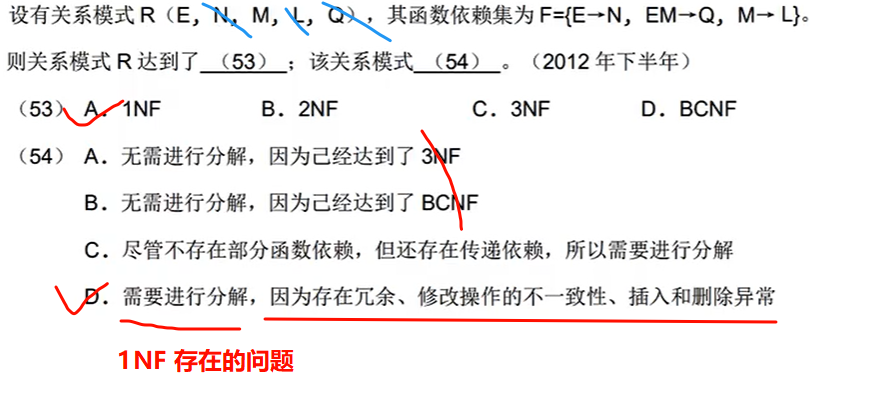 设有关系模式 R（E，N，M，L，Q），其函数依赖集为 F={E→N，EM→Q，M→ L}。
则关系模式 R 达到了 （53） ；该关系模式 （54） 。（2012 年下半年）
（53） A．1NF B．2NF C．3NF D．BCNF
（54） A．无需进行分解，因为己经达到了 3NF
B．无需进行分解，因为己经达到了 BCNF
C．尽管不存在部分函数依赖，但还存在传递依赖，所以需要进行分解
D．需要进行分解，因为存在冗余、修改操作的不一致性、插入和删除异常
1NF 存在的问题